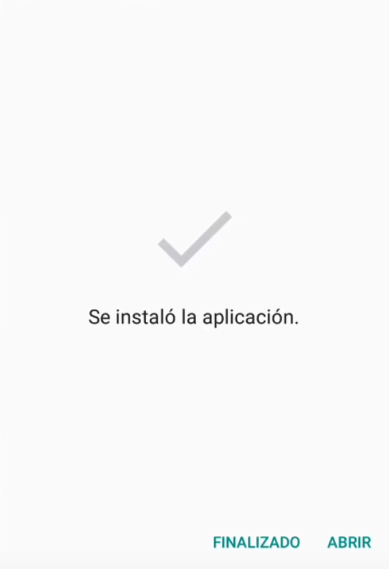 Se instaló la aplicación.
FINALIZADO ABRIR